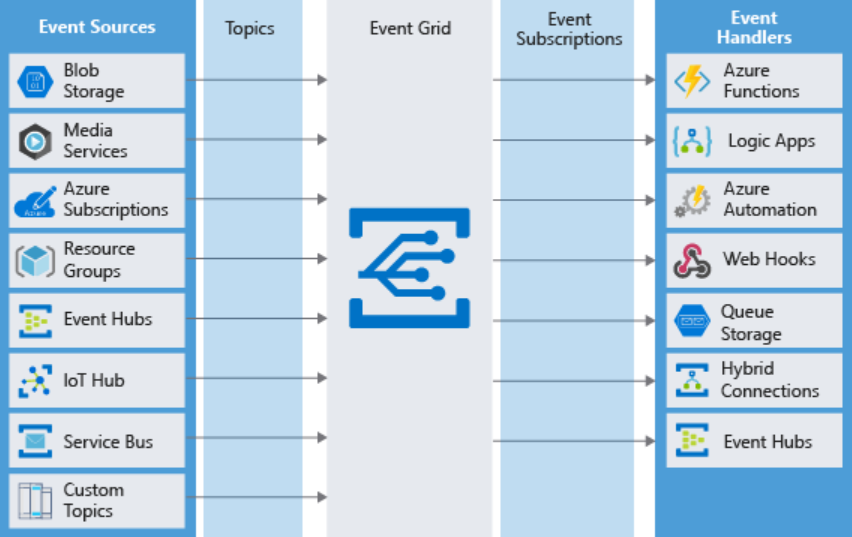 Event Sources
Topics
Event Grid
Event
Subscriptions
Event
Handlers
Blob
Storage
Media
Services
Azure
Subscriptions
Resource
Groups
Event Hubs
IoT Hub
Service Bus
Custom
Topics
Azure
Functions
Logic Apps
Azure
Automation
Web Hooks
Queue
Storage
Hybrid
Connections
Event Hubs